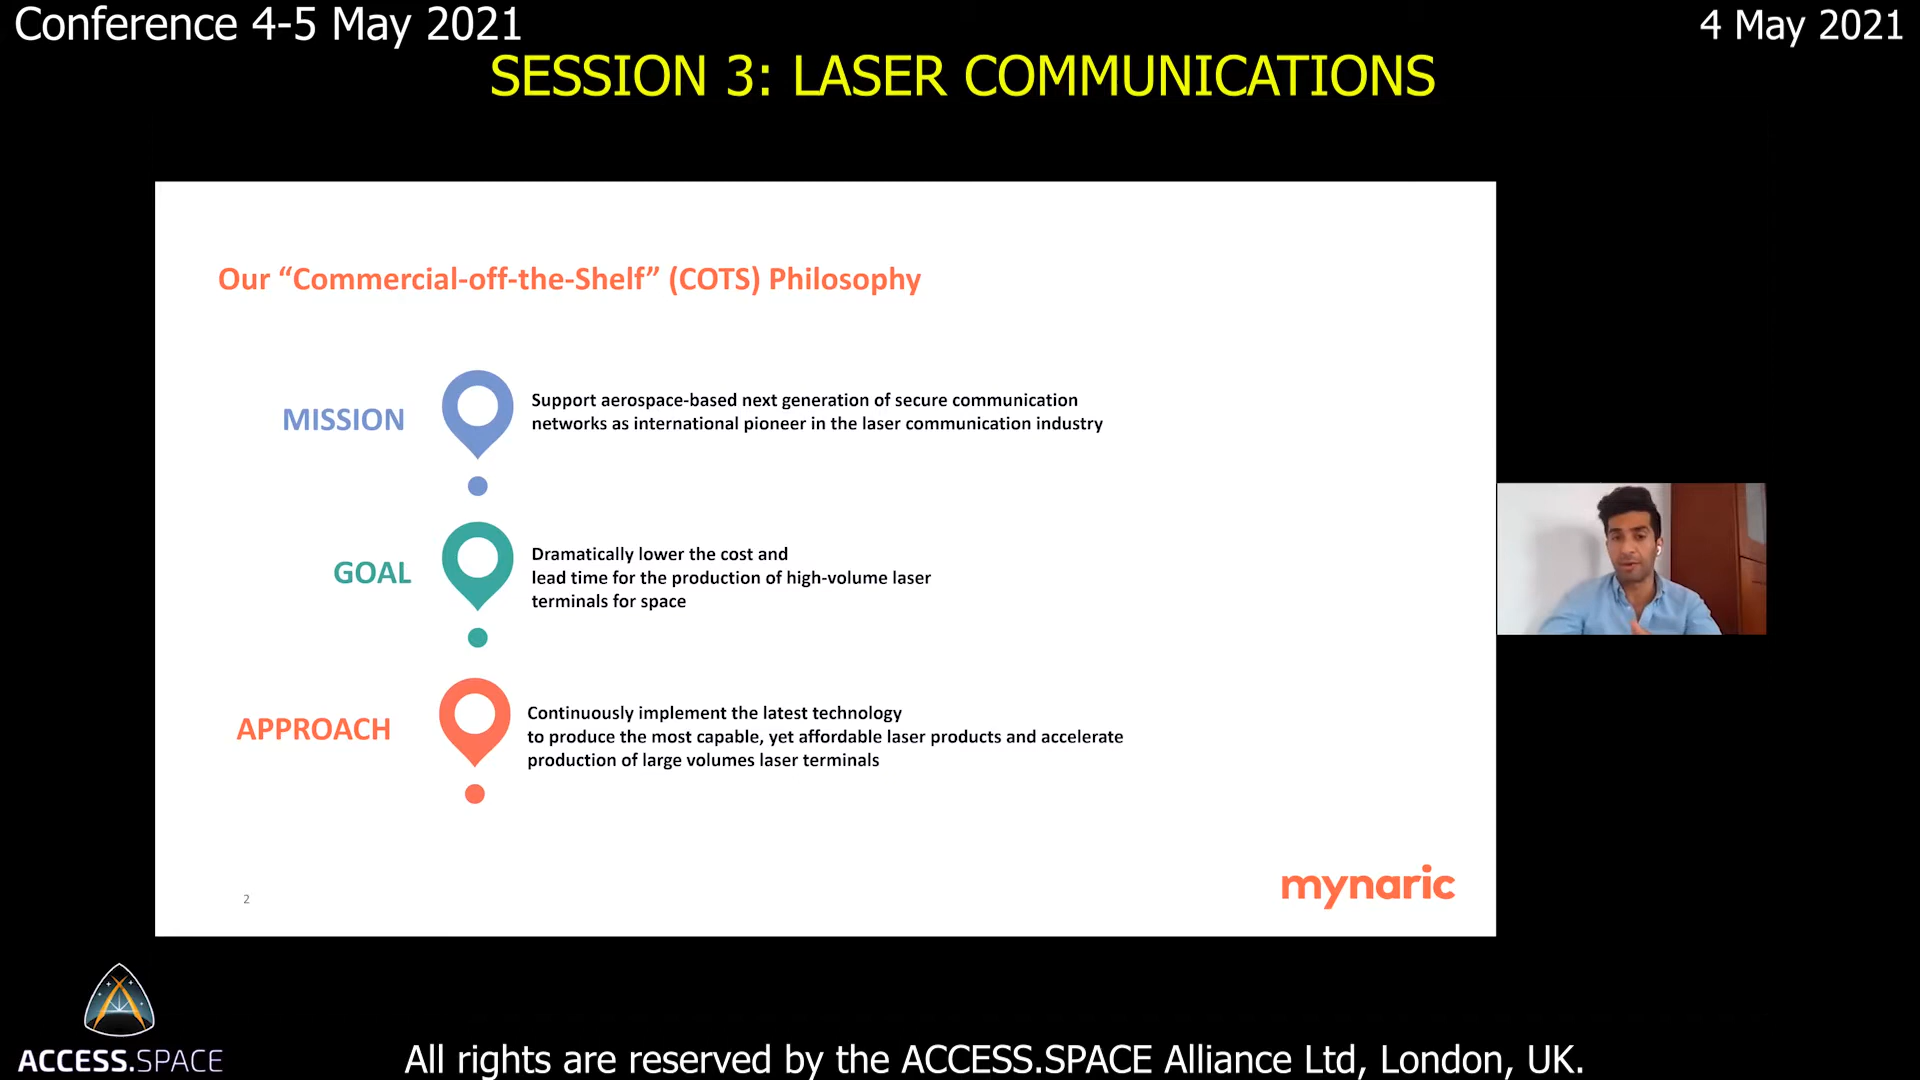 Conference 4-5 May 2021
4 May 2021
SESSION 3: LASER COMMUNICATIONS
Our “Commercial-off-the-Shelf” (COTS) Philosophy
MISSION
Support aerospace-based next generation of secure communication
networks as international pioneer in the laser communication industry
GOAL
Dramatically lower the cost and
lead time for the production of high-volume laser
terminals for space
APPROACH
Continuously implement the latest technology
to produce the most capable, yet affordable laser products and accelerate
production of large volumes laser terminals
2
mynaric
ACCESS.SPACE
All rights are reserved by the ACCESS.SPACE Alliance Ltd, London, UK.